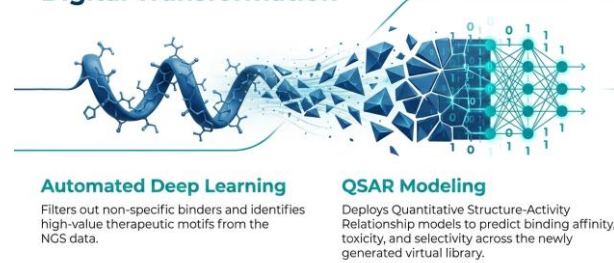 Digital Transformation
Automated Deep Learning
Filters out non-specific binders and identifies
high-value therapeutic motifs from the
NGS data.
QSAR Modeling
Deploys Quantitative Structure-Activity
Relationship models to predict binding affinity,
toxicity, and selectivity across the newly
generated virtual library.